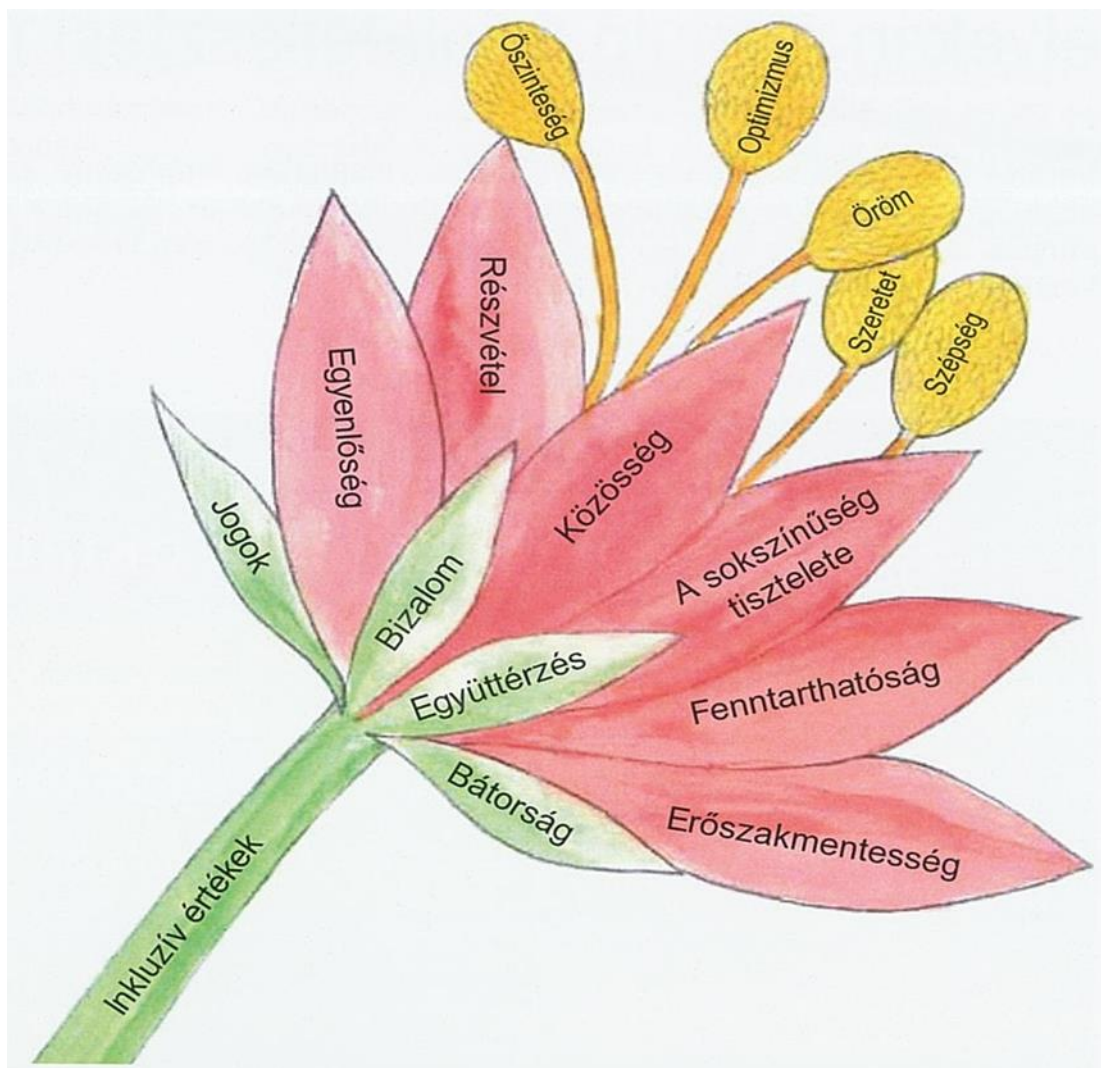 Őszinteség
Optimizmus
Öröm
Szeretet
Szépség
Részvétel
Egyenlőség
Közösség
Jogok
Bizalom
A sokszínűség
tisztelete
Együttérzés
Fenntarthatóság
Bátorság
Erőszakmentesség
Inkluzív értékek